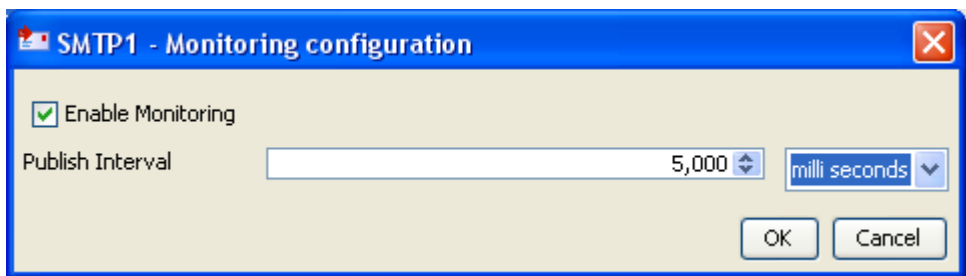 SMTP1 - Monitoring configuration
Enable Monitoring
Publish Interval 5,000 milli seconds
OK Cancel